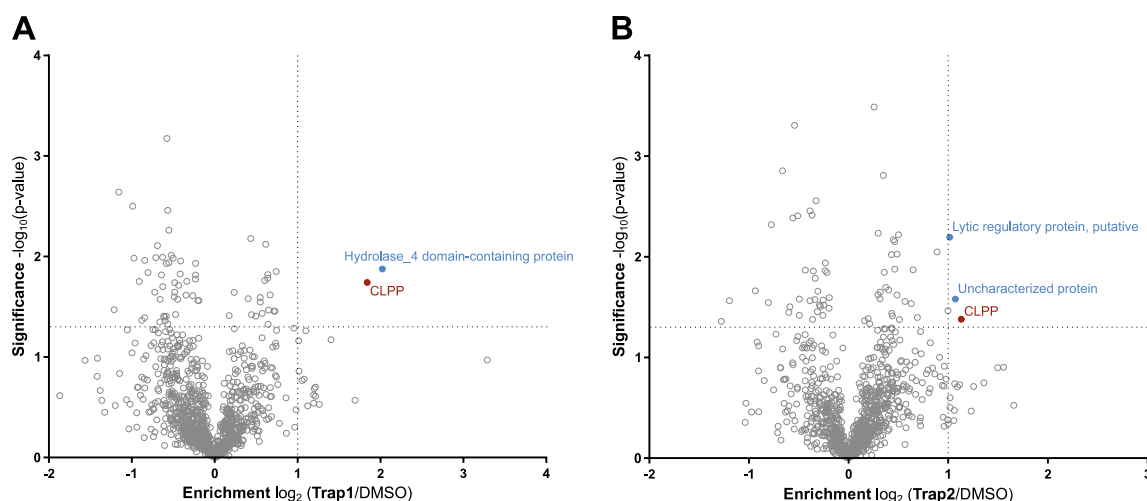 A
4
3
2
1
0
-2
-1
0
1
2
3
4
Significance -log10(p-value)
Enrichment log2 (Trap1/DMSO)
Hydrolase_4 domain-containing protein
CLPP
B
4
3
2
1
0
-2
-1
0
1
2
3
Significance -log10(p-value)
Enrichment log2 (Trap2/DMSO)
Lytic regulatory protein, putative
Uncharacterized protein
CLPP